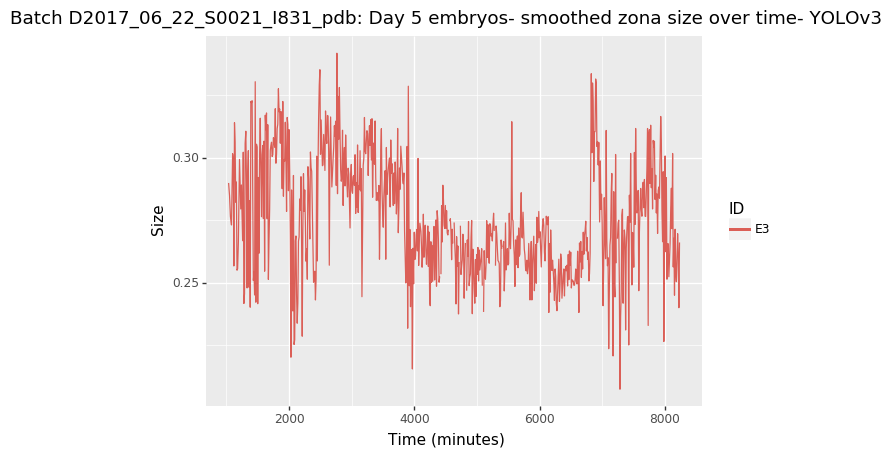 Batch D2017_06_22_S0021_I831_pdb: Day 5 embryos- smoothed zona size over time- YOLOv3
Size
0.30
0.25
2000 4000 6000 8000
Time (minutes)
ID
E3